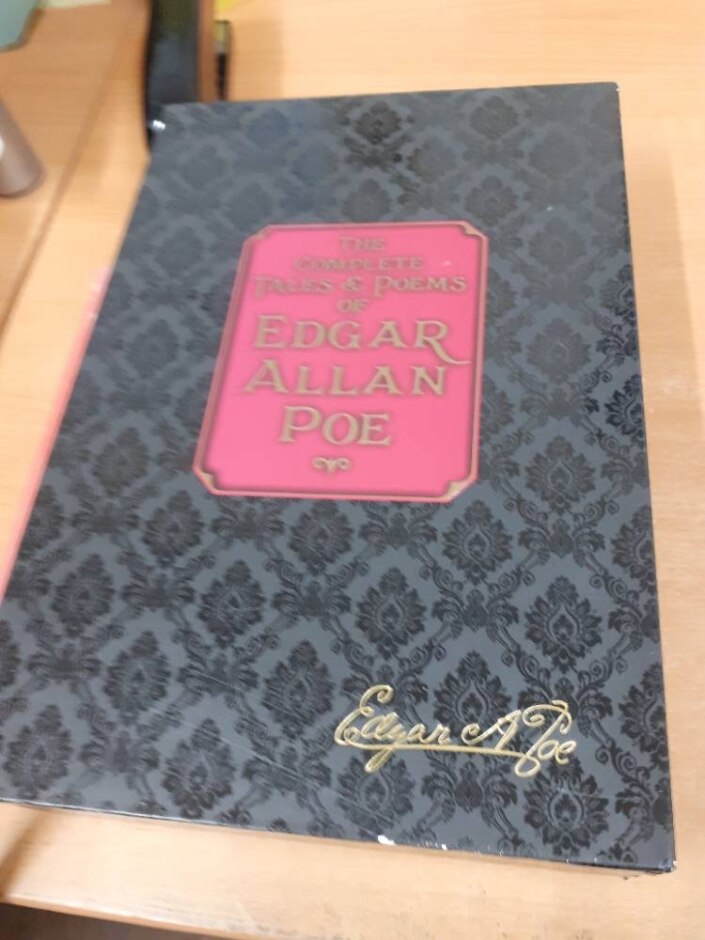 THE
COMPLETE
TALES & POEMS
OF
EDGAR
ALLAN
POE
Edgar A Poe